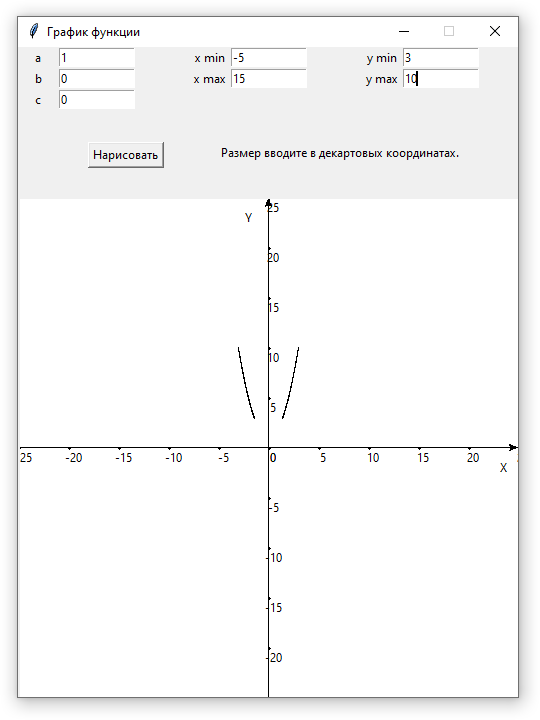 График функции
a 1 x min -5 y min 3
b 0 x max 15 y max 10
c 0
Нарисовать Размер вводите в декартовых координатах.
25
Y
20
15
10
5
25 -20 -15 -10 -5 0 5 10 15 20
X
-5
-10
-15
-20